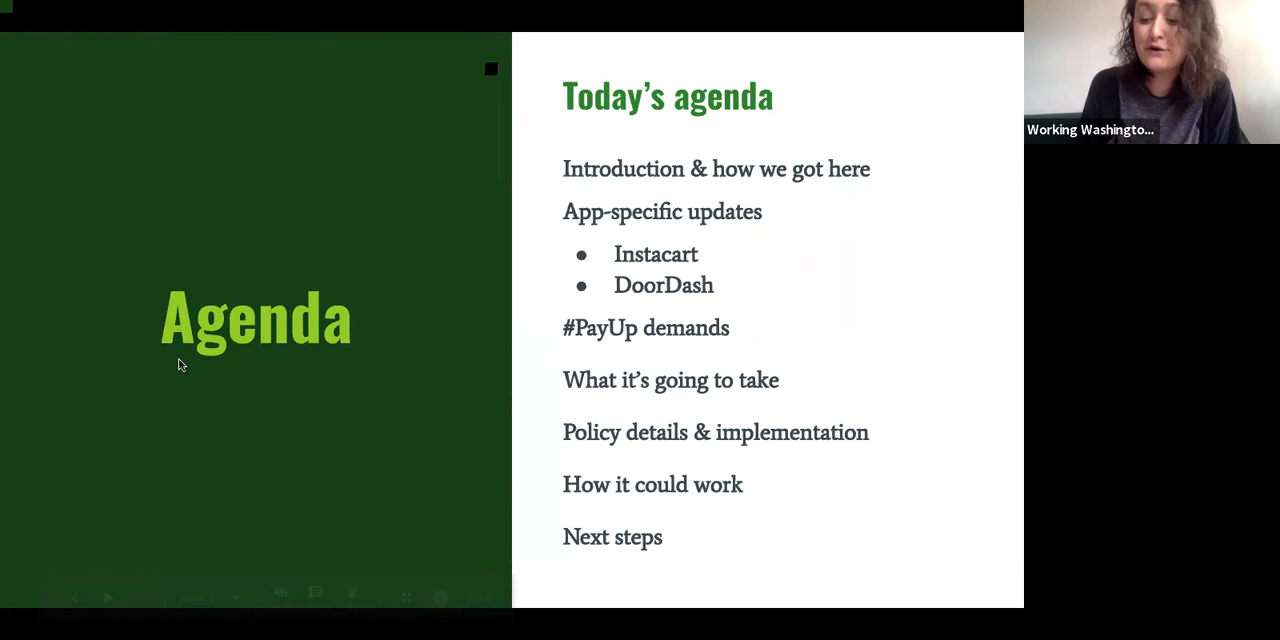 Agenda
Today's agenda
Introduction & how we got here
App-specific updates
● Instacart
● DoorDash
#PayUp demands
What it's going to take
Policy details & implementation
How it could work
Next steps
Working Washingto...